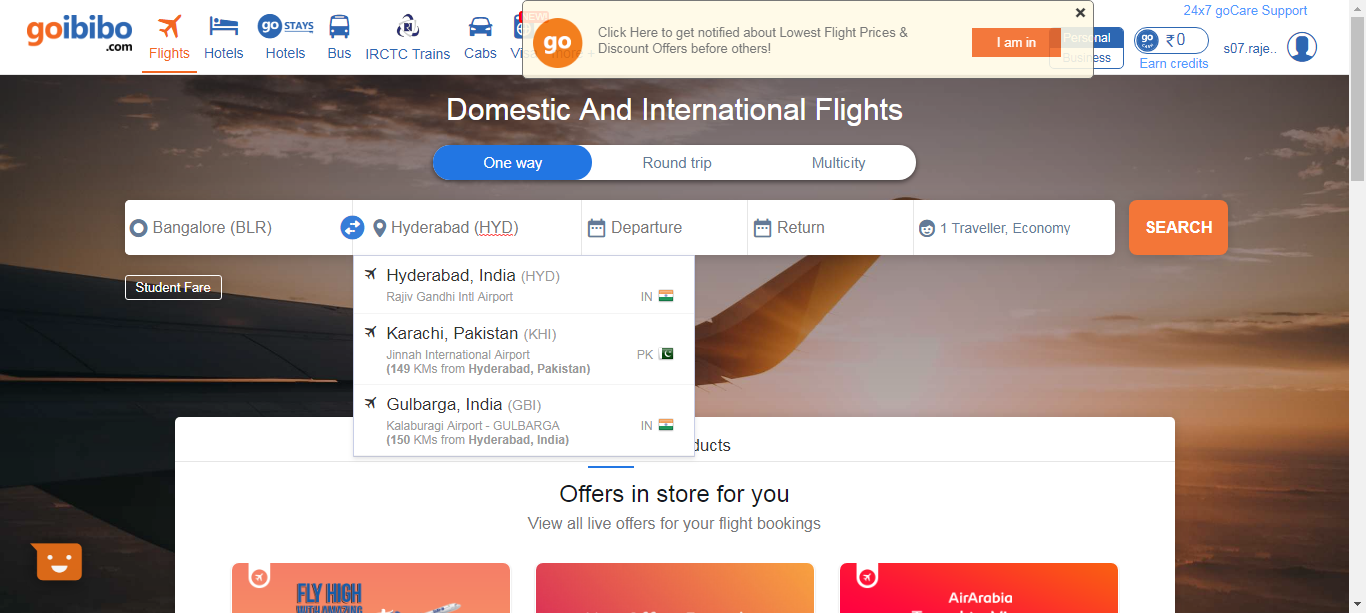 goibibo
.com
Flights
Hotels
go STAYS
Hotels
Bus
IRCTC Trains
Cabs
go
Click Here to get notified about Lowest Flight Prices &
Discount Offers before others!
I am in
Personal
Business
24x7 goCare Support
go
₹0
Earn credits
s07.raje..
Domestic And International Flights
One way
Round trip
Multicity
Bangalore (BLR)
Hyderabad (HYD)
Departure
Return
1 Traveller, Economy
SEARCH
Student Fare
Hyderabad, India (HYD)
Rajiv Gandhi Intl Airport
IN
Karachi, Pakistan (KHI)
Jinnah International Airport
PK
(149 KMs from Hyderabad, Pakistan)
Gulbarga, India (GBI)
Kalaburagi Airport - GULBARGA
IN
(150 KMs from Hyderabad, India)
ducts
Offers in store for you
View all live offers for your flight bookings
FLY HIGH
AirArabia